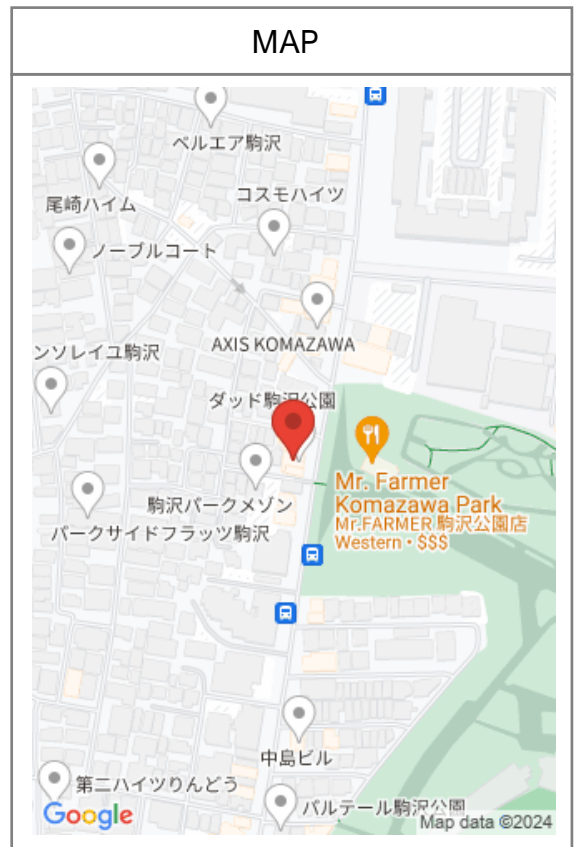 MAP
ベルエア駒沢
尾崎ハイム
コスモハイツ
ノーブルコート
AXIS KOMAZAWA
ンソレイユ駒沢
ダッド駒沢公園
Mr. Farmer
Komazawa Park
Mr.FARMER 駒沢公園店
Western • $$$
駒沢パークメゾン
パークサイドフラッツ駒沢
中島ビル
第二ハイツりんどう
パルテール駒沢公園
Google
Map data ©2024